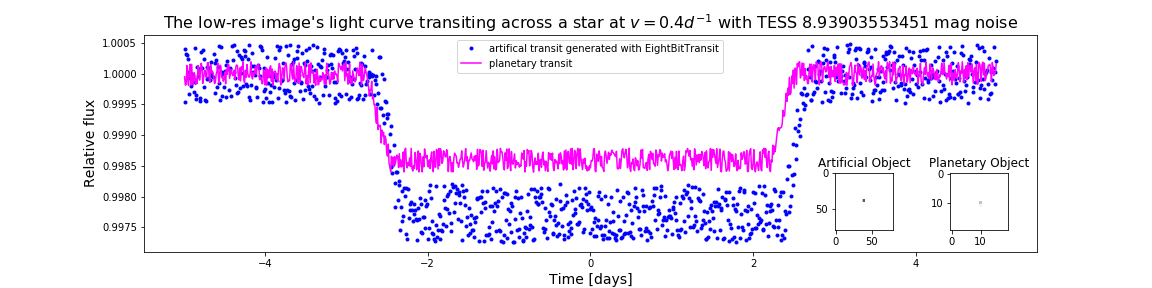 The low-res image's light curve transiting across a star at v = 0.4d⁻¹ with TESS 8.93903553451 mag noise
artifical transit generated with EightBitTransit
planetary transit
Relative flux
1.0005
1.0000
0.9995
0.9990
0.9985
0.9980
0.9975
Artificial Object
0
50
0
50
Planetary Object
0
10
0
10
−4
−2
0
2
4
Time [days]